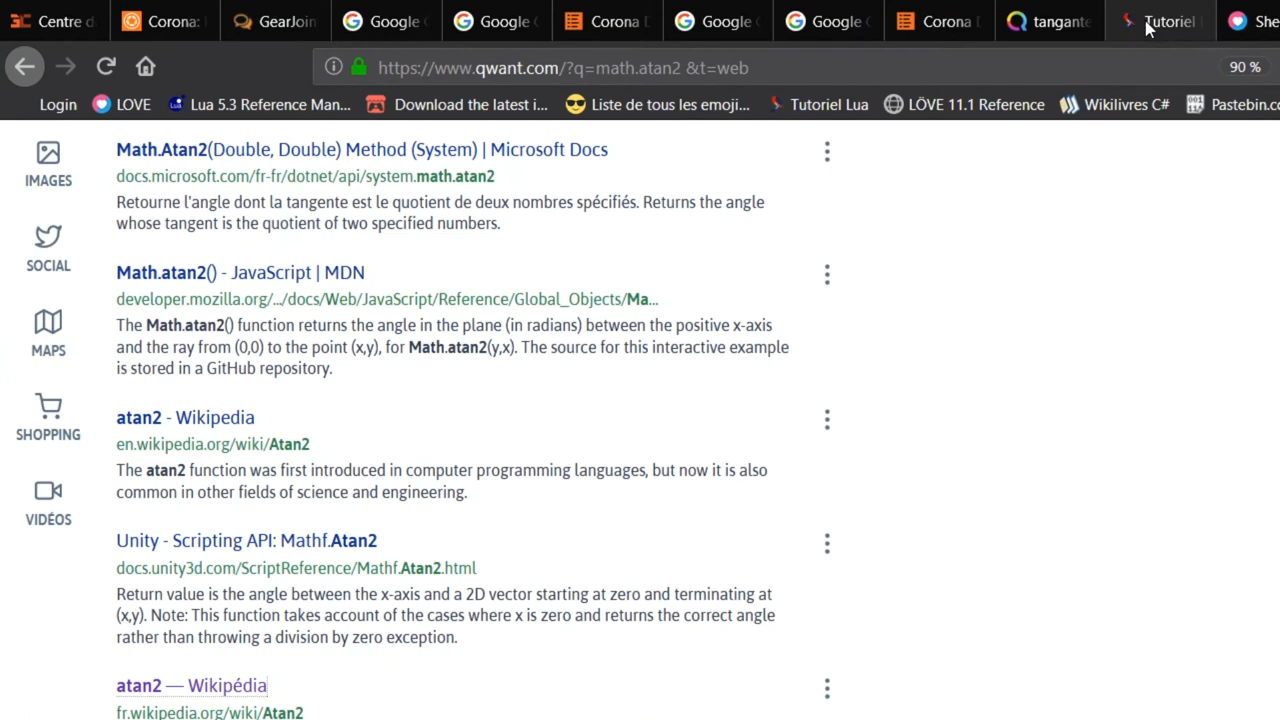 Centre d
Corona:
GearJoin
Google
Google
Corona D
Google
Google
Corona
tangante
Tutoriel
She
https://www.qwant.com/?q=math.atan2 &t=web
90 %
Login
LOVE
Lua 5.3 Reference Man...
Download the latest i...
Liste de tous les emoji...
Tutoriel Lua
LÖVE 11.1 Reference
Wikilivres C#
Pastebin.co
IMAGES
SOCIAL
MAPS
SHOPPING
VIDÉOS
Math.Atan2(Double, Double) Method (System) | Microsoft Docs
docs.microsoft.com/fr-fr/dotnet/api/system.math.atan2
Retourne l'angle dont la tangente est le quotient de deux nombres spécifiés. Returns the angle
whose tangent is the quotient of two specified numbers.
Math.atan2() - JavaScript | MDN
developer.mozilla.org/.../docs/Web/JavaScript/Reference/Global_Objects/Ma...
The Math.atan2() function returns the angle in the plane (in radians) between the positive x-axis
and the ray from (0,0) to the point (x,y), for Math.atan2(y,x). The source for this interactive example
is stored in a GitHub repository.
atan2 - Wikipedia
en.wikipedia.org/wiki/Atan2
The atan2 function was first introduced in computer programming languages, but now it is also
common in other fields of science and engineering.
Unity - Scripting API: Mathf.Atan2
docs.unity3d.com/ScriptReference/Mathf.Atan2.html
Return value is the angle between the x-axis and a 2D vector starting at zero and terminating at
(x,y). Note: This function takes account of the cases where x is zero and returns the correct angle
rather than throwing a division by zero exception.
atan2 — Wikipédia
fr.wikipedia.org/wiki/Atan2